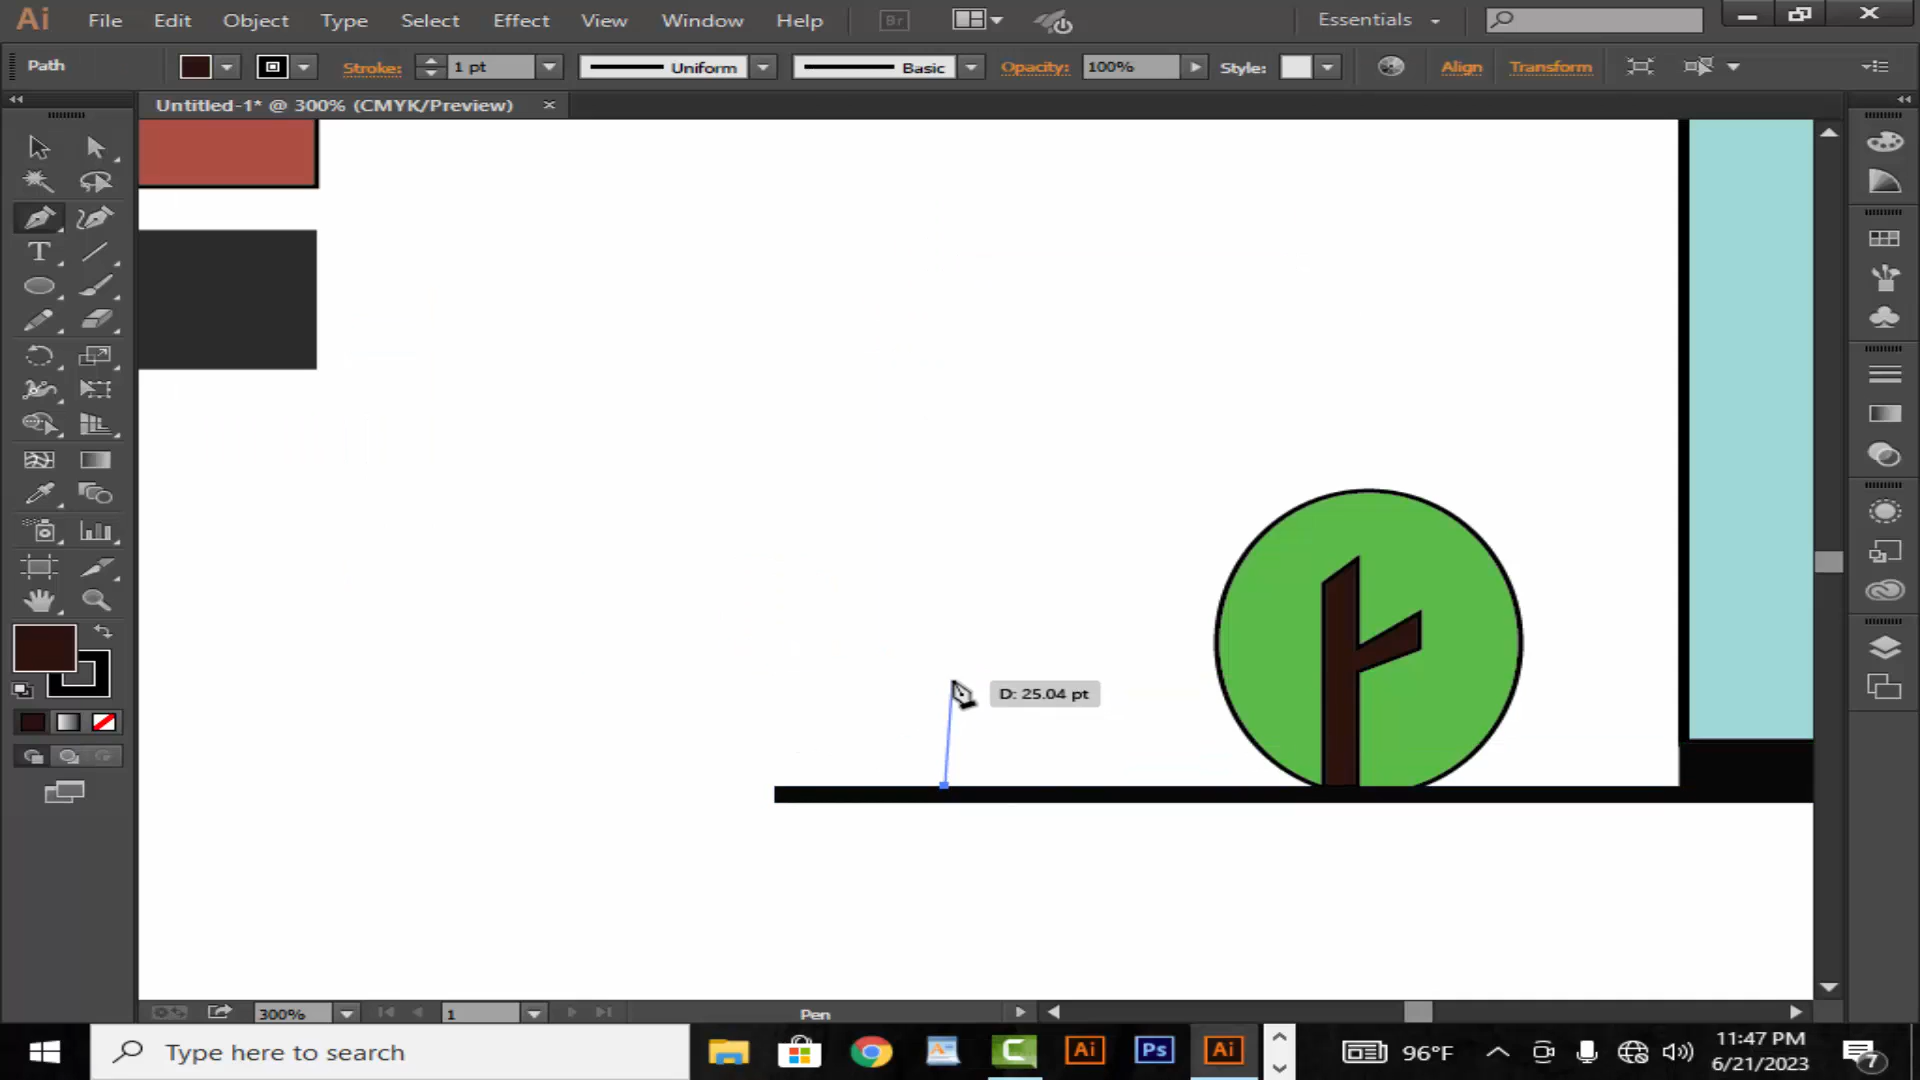 Ai File Edit Object Type Select Effect View Window Help Br Essentials
Path Stroke: 1 pt Uniform Basic Opacity: 100% Style: Align Transform
Untitled-1* @ 300% (CMYK/Preview) ×
T
D: 25.04 pt
300% 1 Pen
Type here to search Ai Ps Ai 96°F 11:47 PM
6/21/2023 7